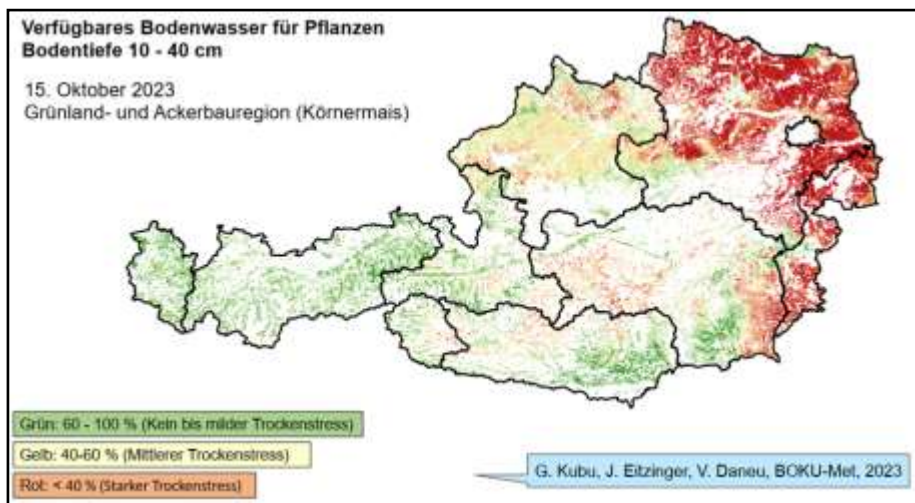 Verfügbares Bodenwasser für Pflanzen
Bodentiefe 10 - 40 cm
15. Oktober 2023
Grünland- und Ackerbauregion (Körnermais)
Grün: 60 - 100 % (Kein bis milder Trockenstress)
Gelb: 40-60 % (Mittlerer Trockenstress)
Rot: < 40 % (Starker Trockenstress)
G. Kubu, J. Eitzinger, V. Daneu, BOKU-Met, 2023